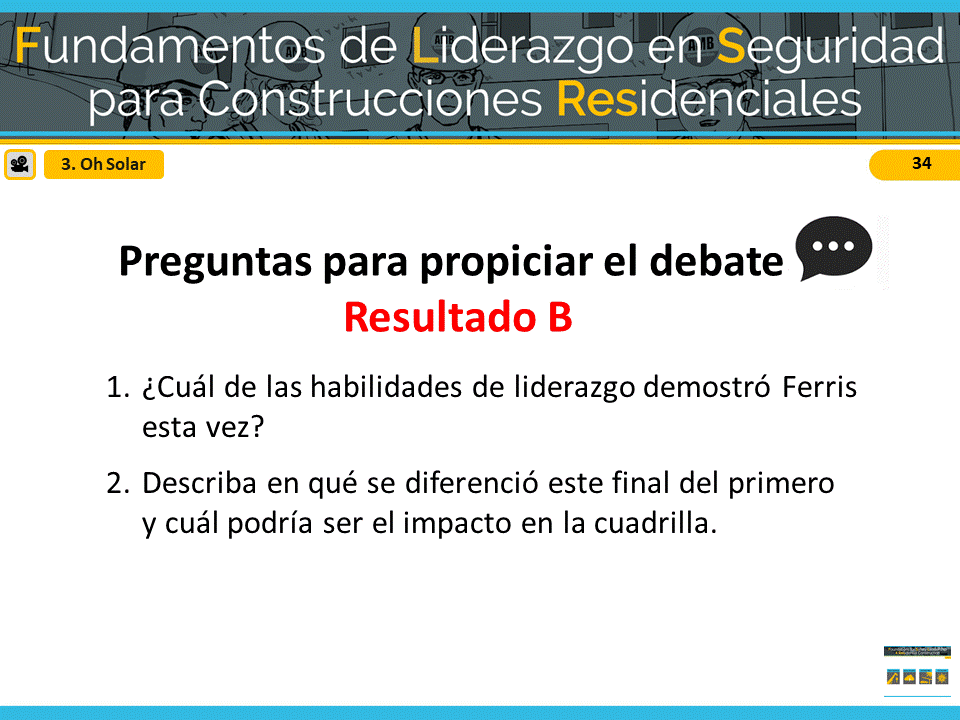 Fundamentos de Liderazgo en Seguridad
para Construcciones Residenciales
3. Oh Solar
34
Preguntas para propiciar el debate
Resultado B
1. ¿Cuál de las habilidades de liderazgo demostró Ferris
esta vez?
2. Describa en qué se diferenció este final del primero
y cuál podría ser el impacto en la cuadrilla.